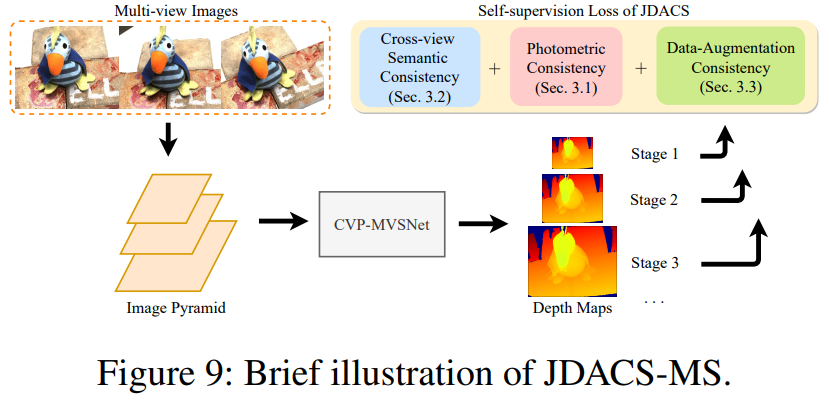 Multi-view Images
Self-supervision Loss of JDACS
Cross-view
Semantic
Consistency
(Sec. 3.2)
+
Photometric
Consistency
(Sec. 3.1)
+
Data-Augmentation
Consistency
(Sec. 3.3)
Stage 1
Stage 2
Stage 3
. . .
CVP-MVSNet
Image Pyramid
Depth Maps
Figure 9: Brief illustration of JDACS-MS.